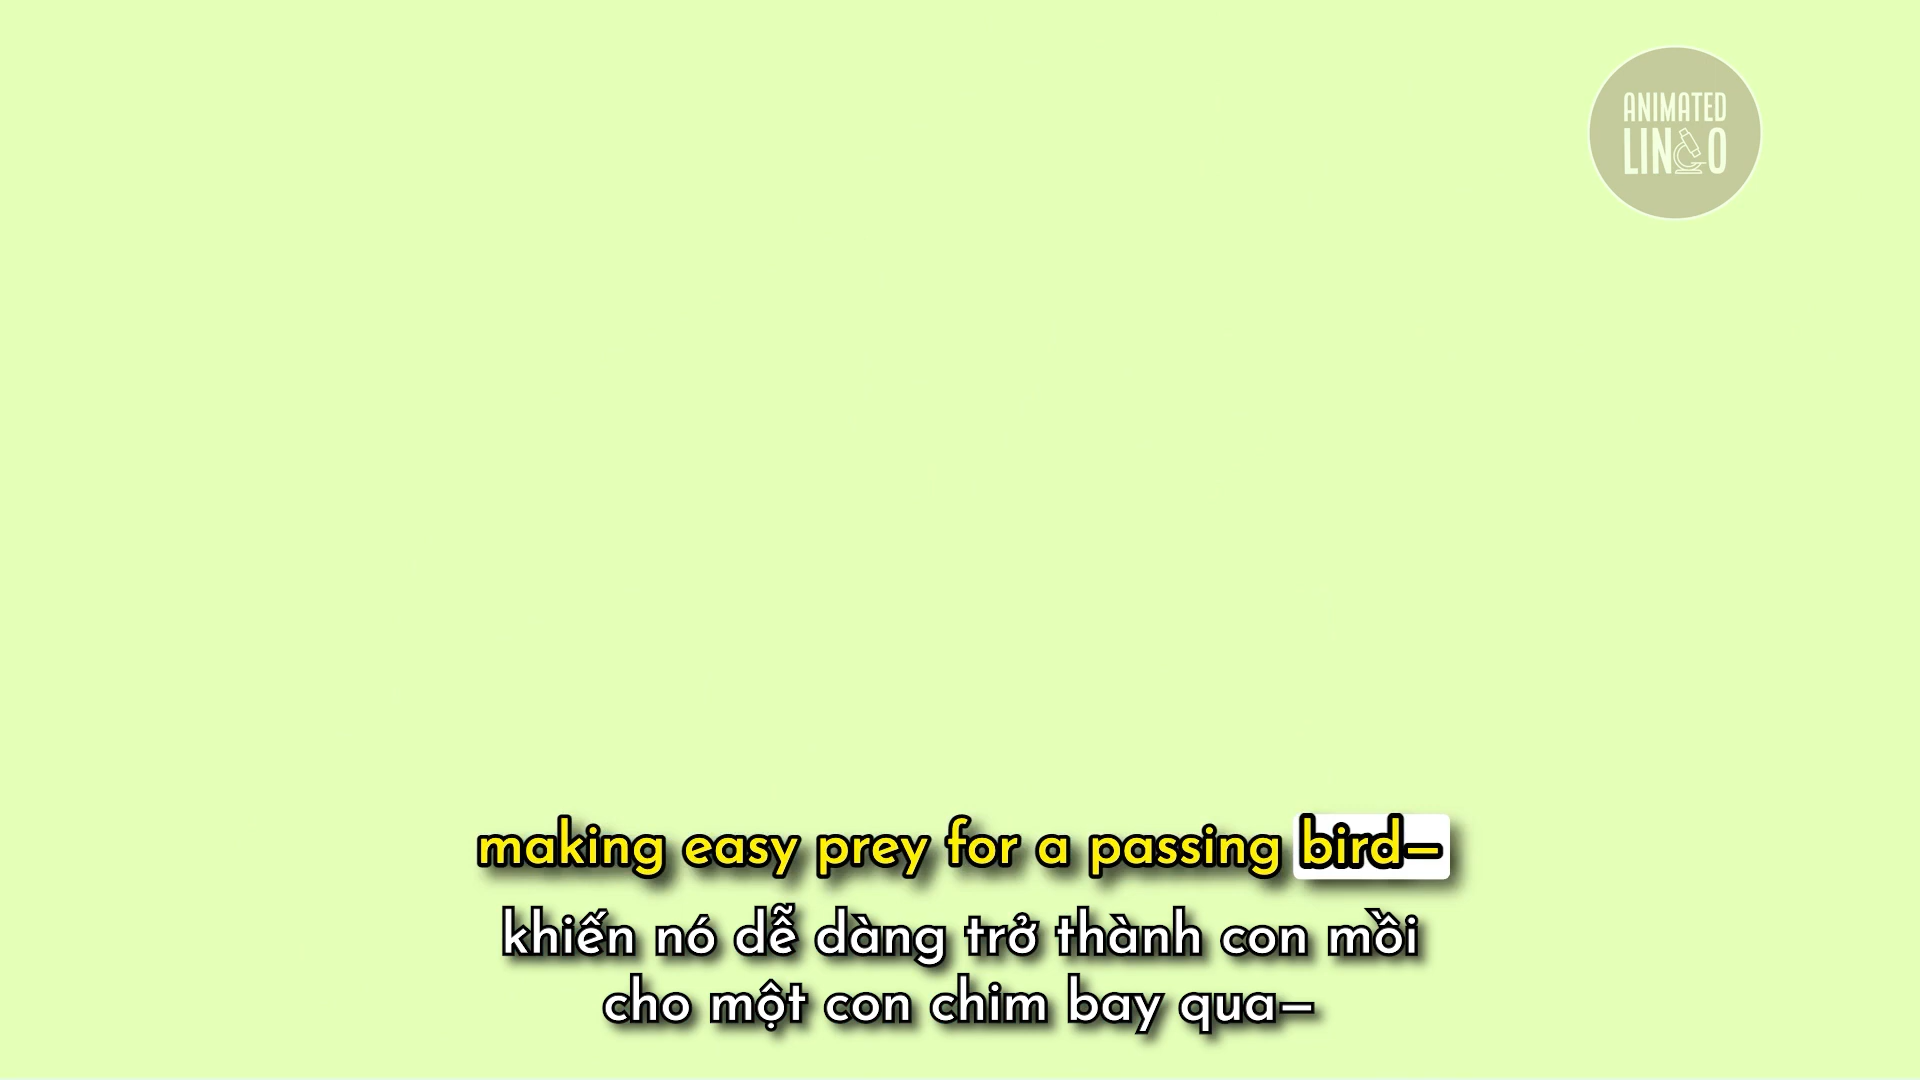 ANIMATED
LINGO
making easy prey for a passing bird—
khiến nó dễ dàng trở thành con mồi
cho một con chim bay qua—